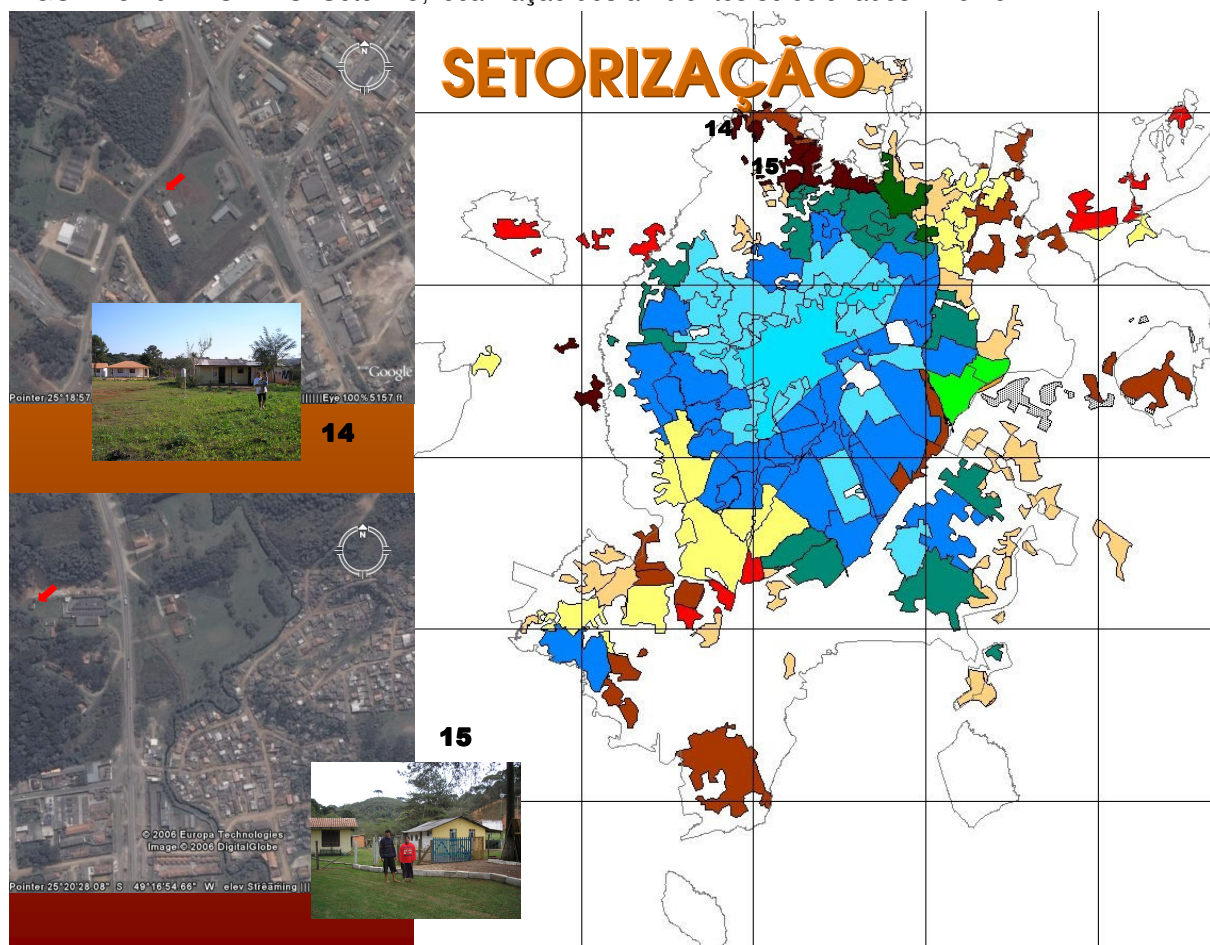 SETORIZAÇÃO
N
14
15
Google
Pointer 25°18'57
Eye 100% 5157 ft
14
N
15
© 2006 Europa Technologies
Image © 2006 DigitalGlobe
Pointer 25°20'28.08" S 49°16'54.66" W elev Streaming